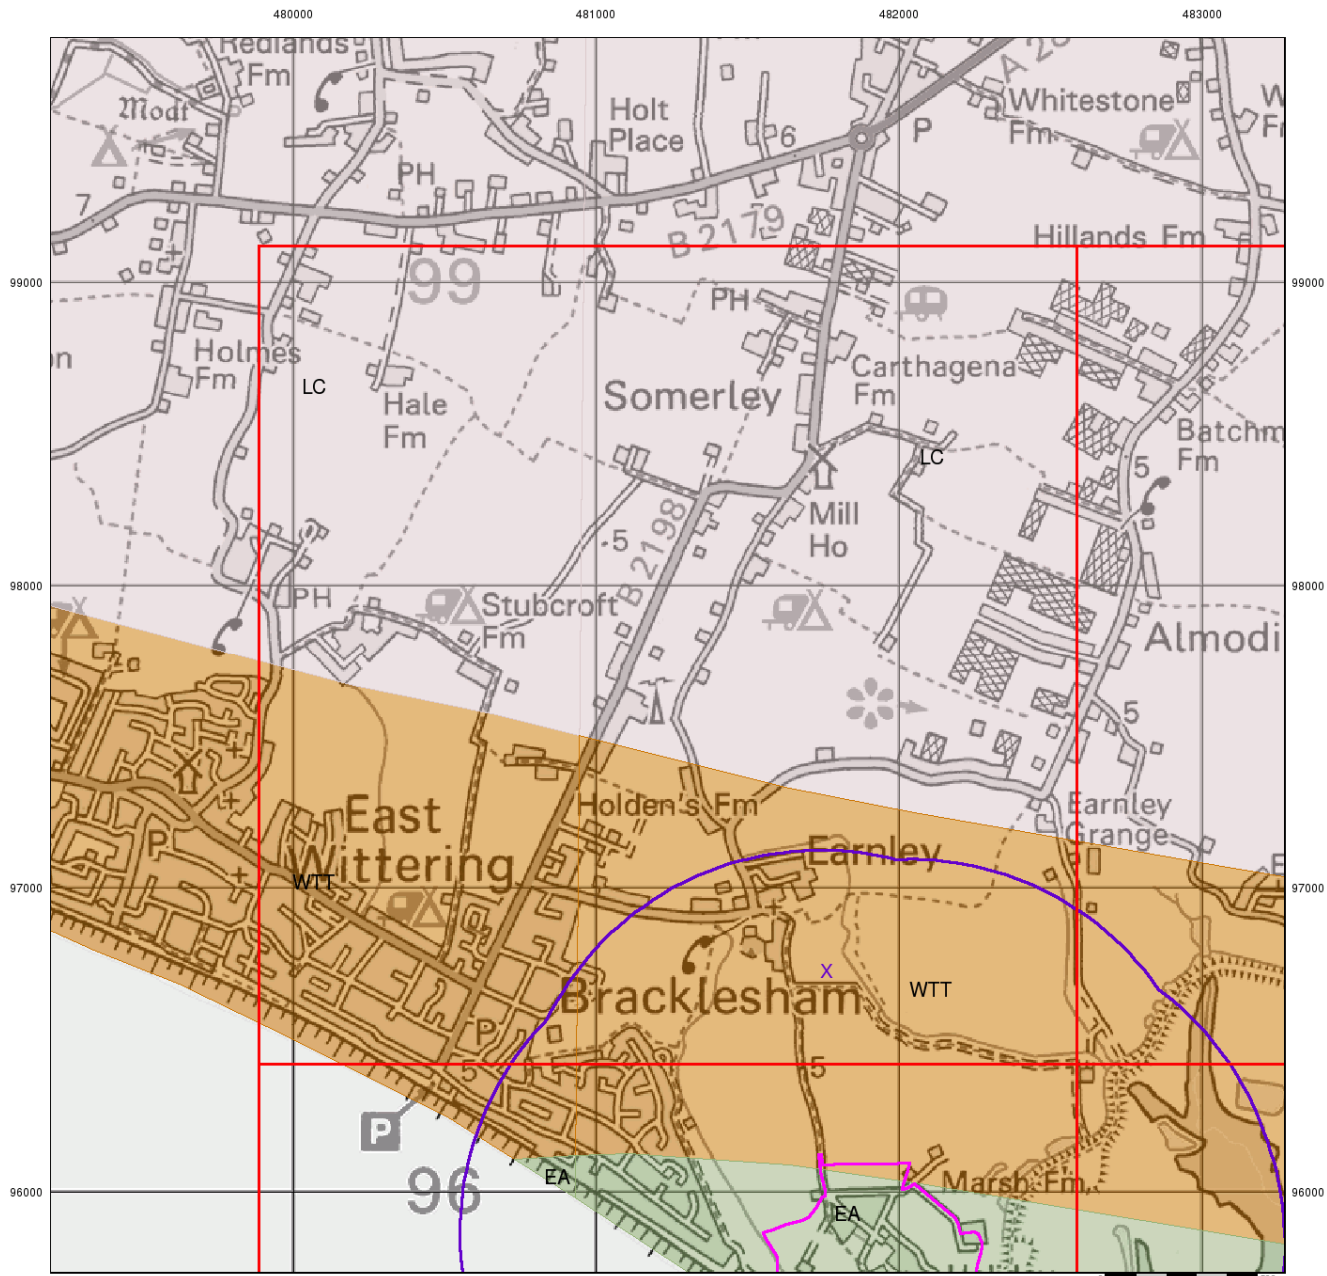 480000
481000
482000
483000
Redlands
Fm
A 28
Moat
Holt
Place
6
P
Whitestone
Fm
W
PH
7
B 2179
Hillands Fm
99000
99
99000
PH
Holmes
Fm
LC
Hale
Fm
Somerley
Carthagena
Fm
LC
Batchm
Fm
5
Mill
Ho
5
B 2198
98000
98000
PH
Stubcroft
Fm
Almodi
5
East
Wittering
WTT
Holden's Fm
Earnley
Grange
Earnley
P
97000
97000
X
Bracklesham
WTT
P
5
5
P
EA
Marsh Fm
96000
96
96000
EA